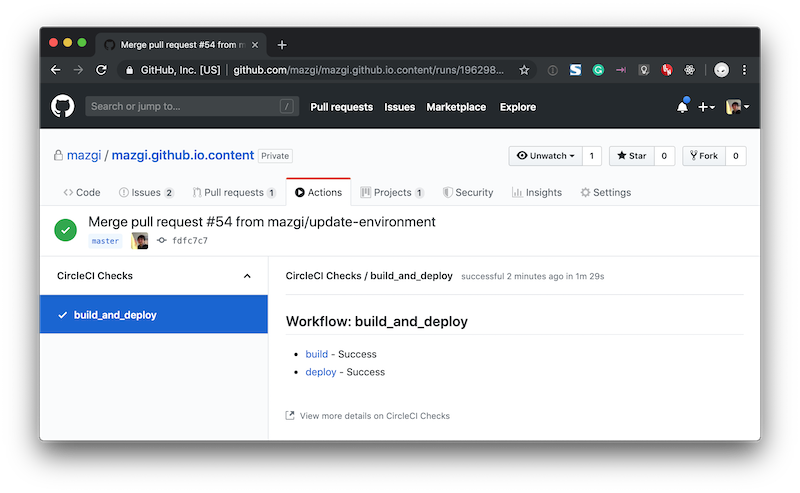 Merge pull request #54 from m
GitHub, Inc. [US] github.com/mazgi/mazgi.github.io.content/runs/196298...
Search or jump to... / Pull requests Issues Marketplace Explore
mazgi / mazgi.github.io.content Private Unwatch 1 Star 0 Fork 0
Code Issues 2 Pull requests 1 Actions Projects 1 Security Insights Settings
Merge pull request #54 from mazgi/update-environment
master fdfc7c7
CircleCI Checks
build_and_deploy
CircleCI Checks / build_and_deploy successful 2 minutes ago in 1m 29s
Workflow: build_and_deploy
• build - Success
• deploy - Success
View more details on CircleCI Checks